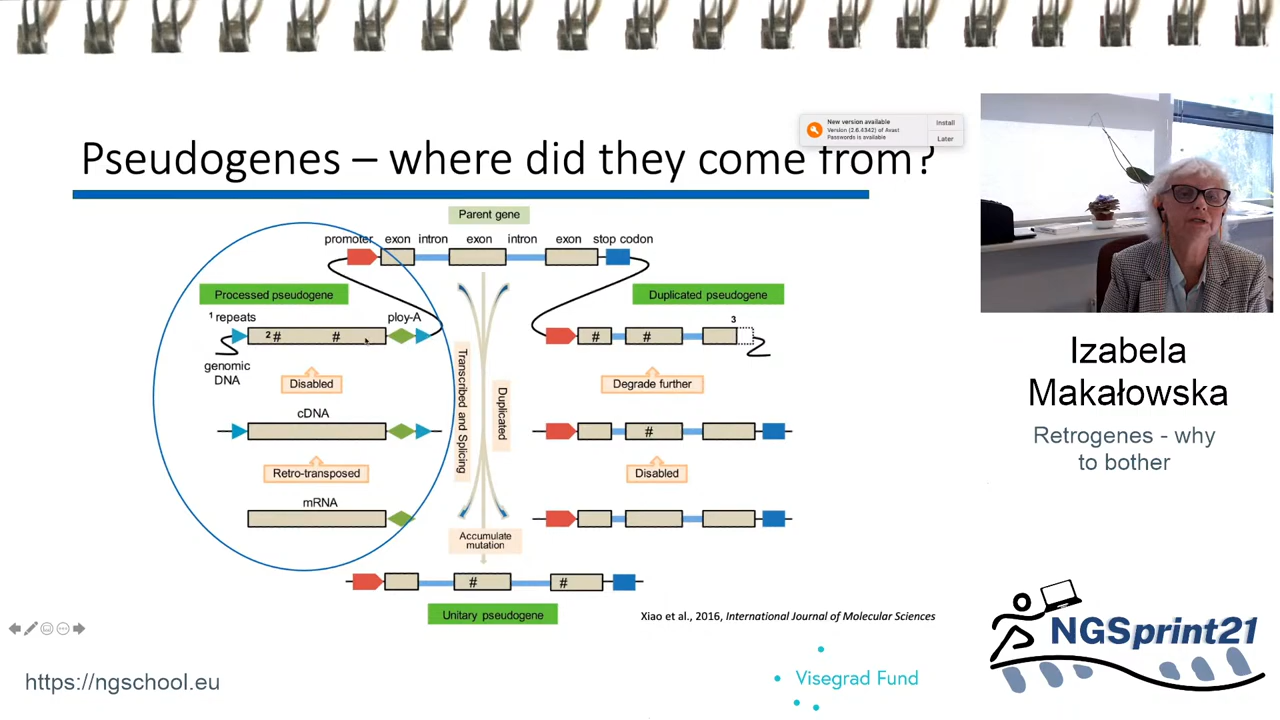 New version available
Version (2.6.4342) of Avast
Passwords is available
Install
Later
Pseudogenes – where did they come from?
Parent gene
promoter exon intron exon intron exon stop codon
Processed pseudogene
Duplicated pseudogene
1 repeats
ploy-A
3
2 # #
# #
genomic
DNA
Disabled
Degrade further
Transcribed and Splicing
Duplicated
cDNA
#
Retro-transposed
Disabled
mRNA
Accumulate
mutation
# #
Unitary pseudogene
Xiao et al., 2016, International Journal of Molecular Sciences
Izabela
Makałowska
Retrogenes - why
to bother
NGSprint21
https://ngschool.eu
Visegrad Fund